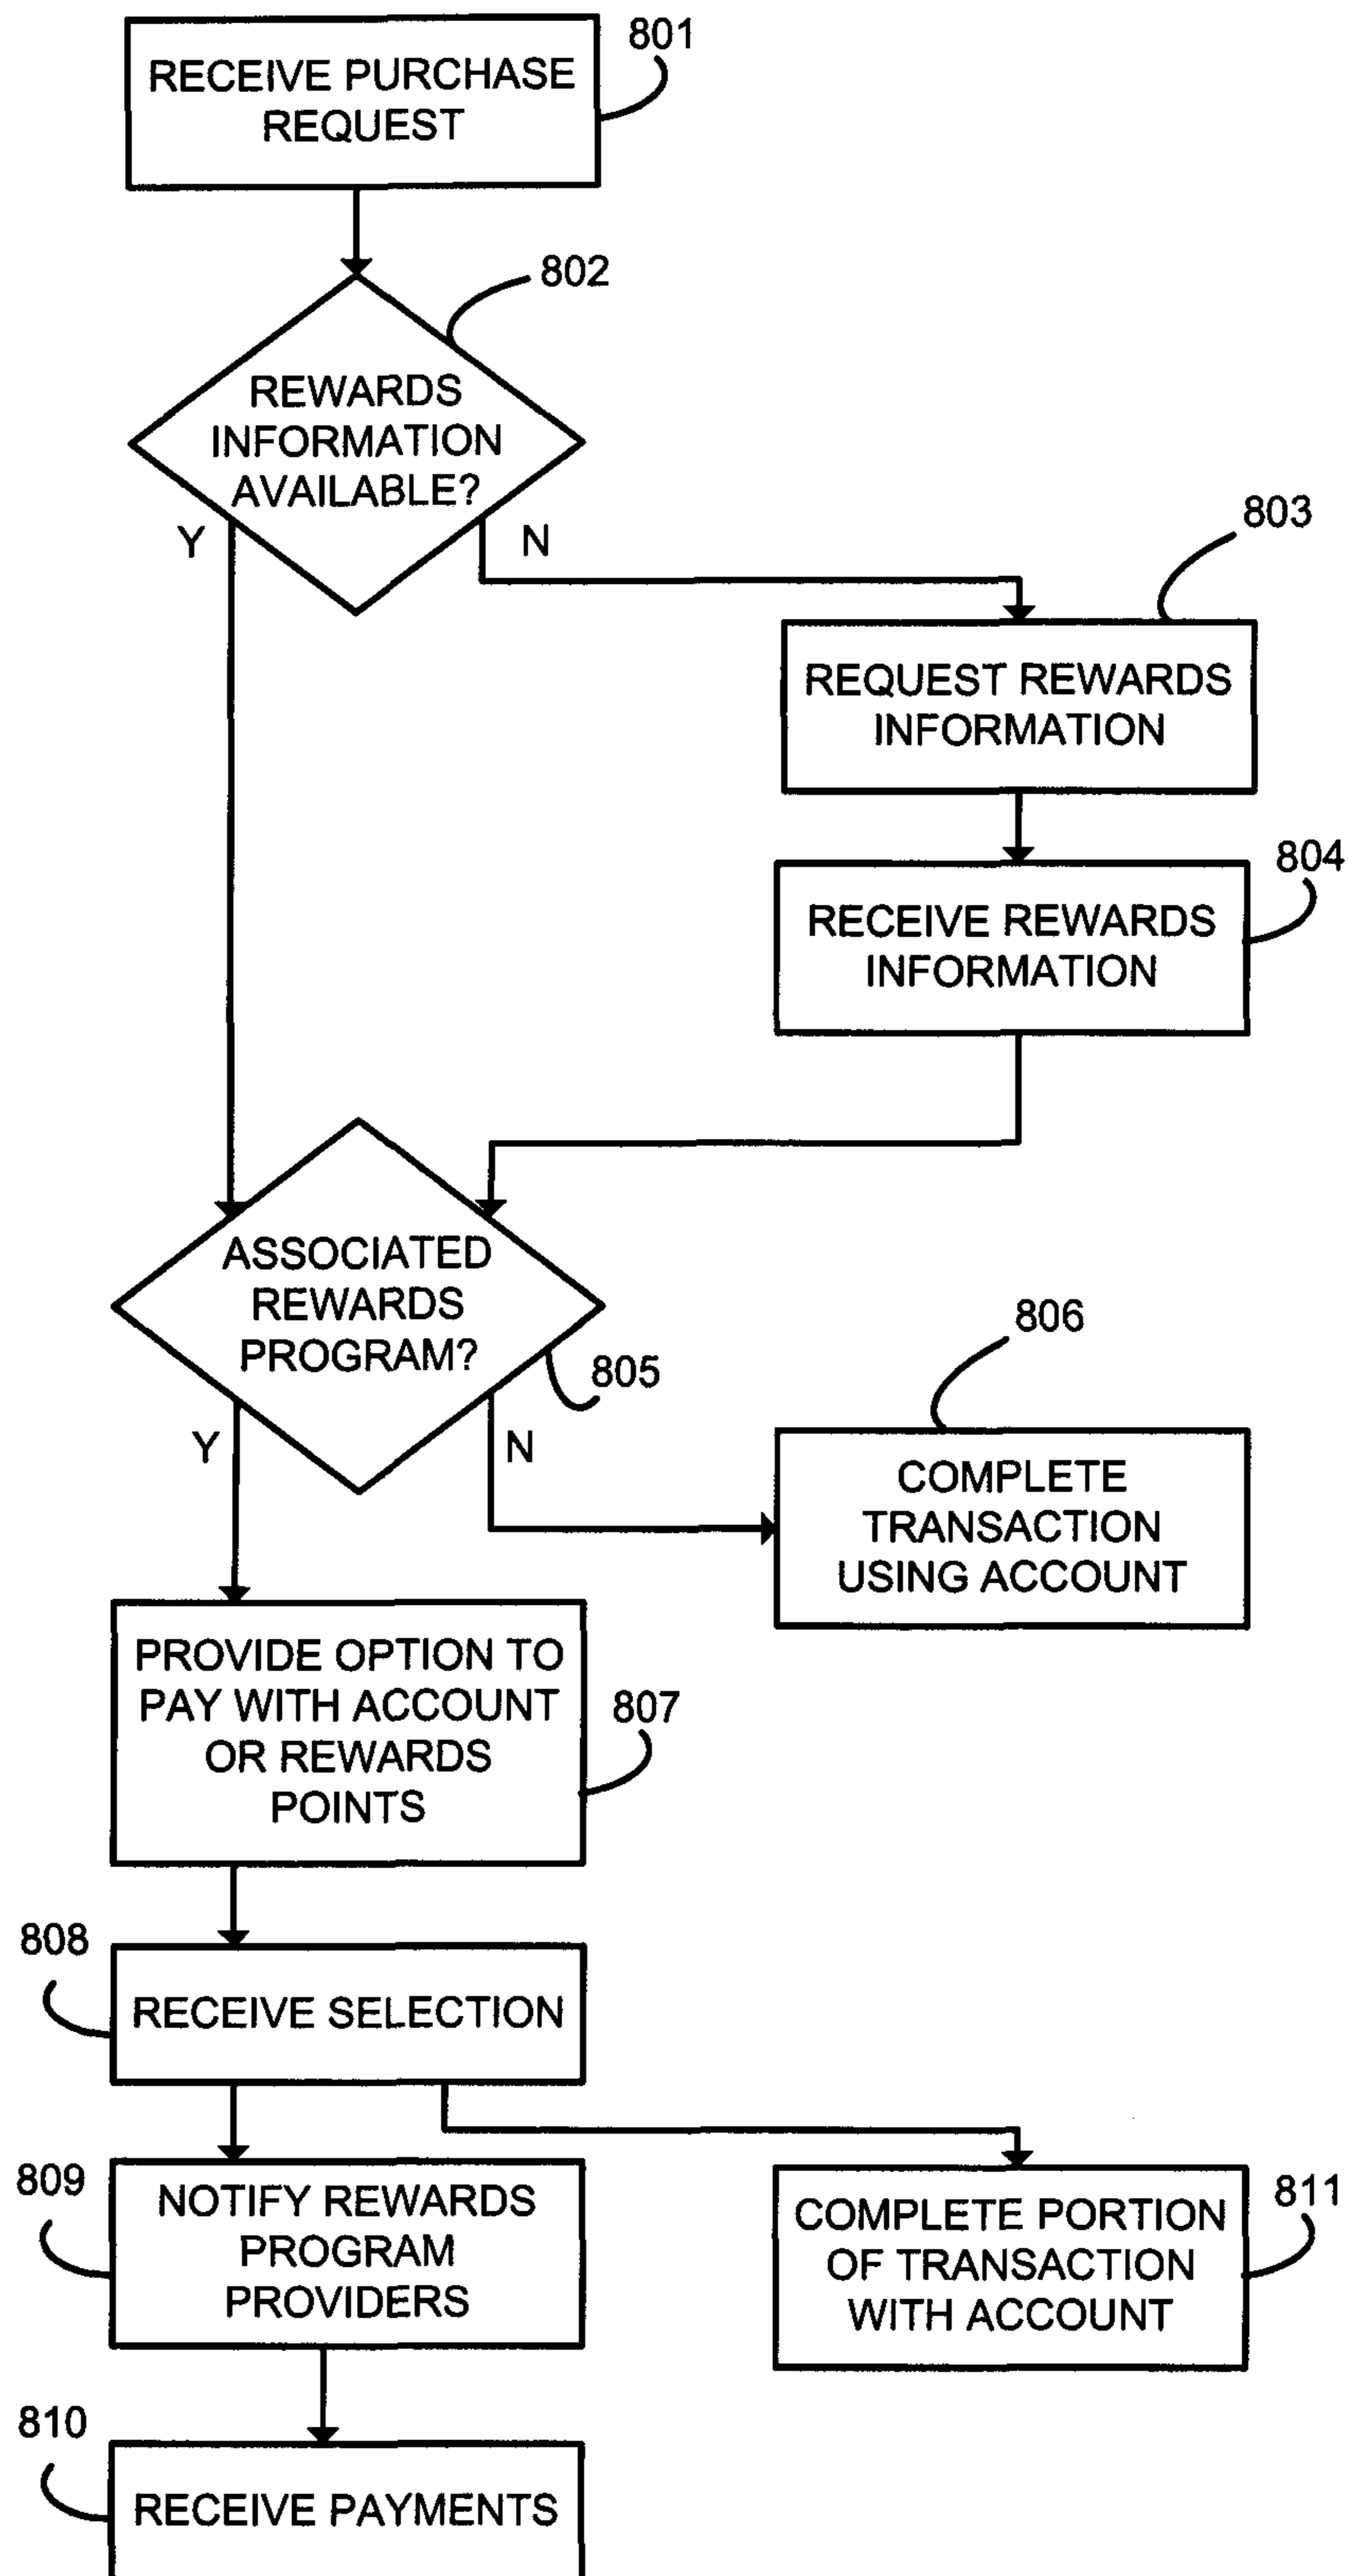 801
RECEIVE PURCHASE
REQUEST
802
REWARDS
INFORMATION
AVAILABLE?
Y
N
803
REQUEST REWARDS
INFORMATION
804
RECEIVE REWARDS
INFORMATION
ASSOCIATED
REWARDS
PROGRAM?
805
806
Y
N
COMPLETE
TRANSACTION
USING ACCOUNT
PROVIDE OPTION TO
PAY WITH ACCOUNT
OR REWARDS
POINTS
807
808
RECEIVE SELECTION
809
NOTIFY REWARDS
PROGRAM
PROVIDERS
COMPLETE PORTION
OF TRANSACTION
WITH ACCOUNT
811
810
RECEIVE PAYMENTS